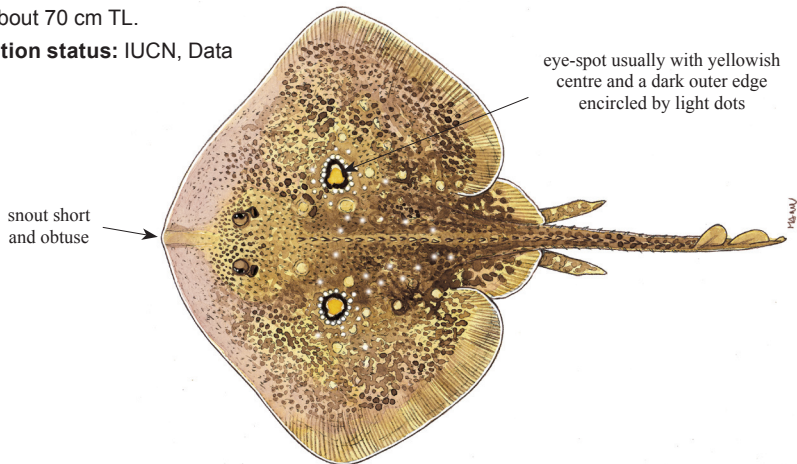 bout 70 cm TL.
tion status: IUCN, Data
eye-spot usually with yellowish
centre and a dark outer edge
encircled by light dots
snout short
and obtuse